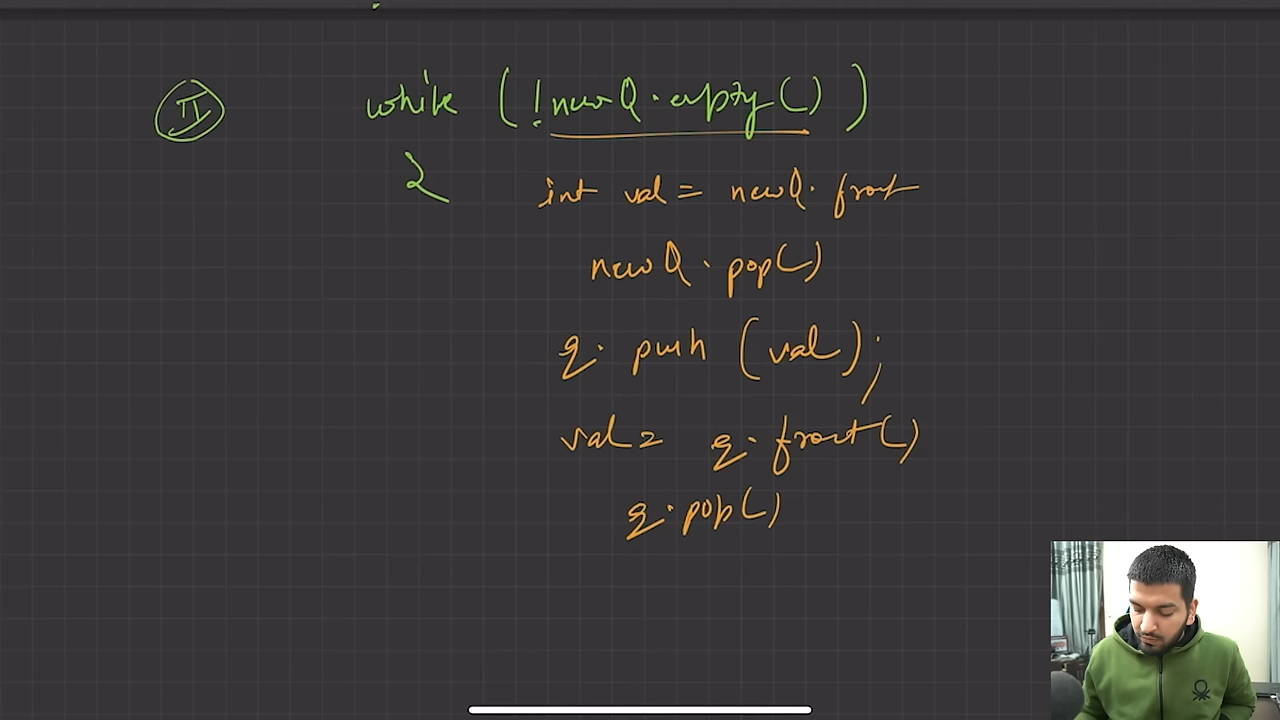 II while (!newQ.empty())
{ int val = newQ.front
newQ.pop()
q.push (val);
val = q.front()
q.pop()